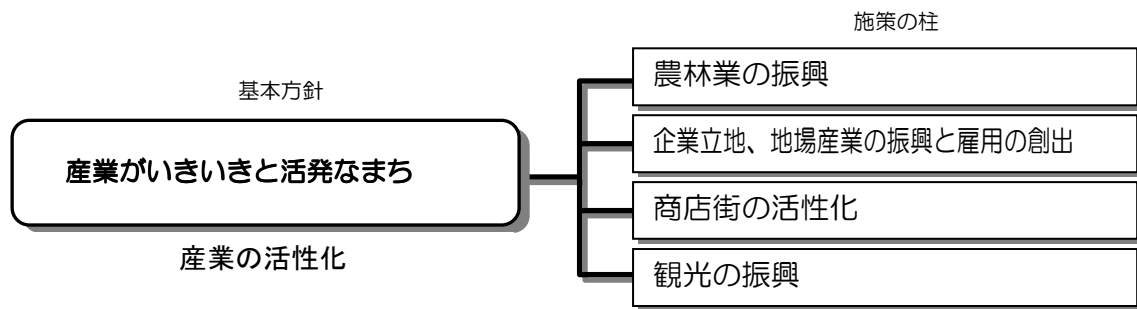 施策の柱
基本方針
産業がいきいきと活発なまち
産業の活性化
農林業の振興
企業立地、地場産業の振興と雇用の創出
商店街の活性化
観光の振興